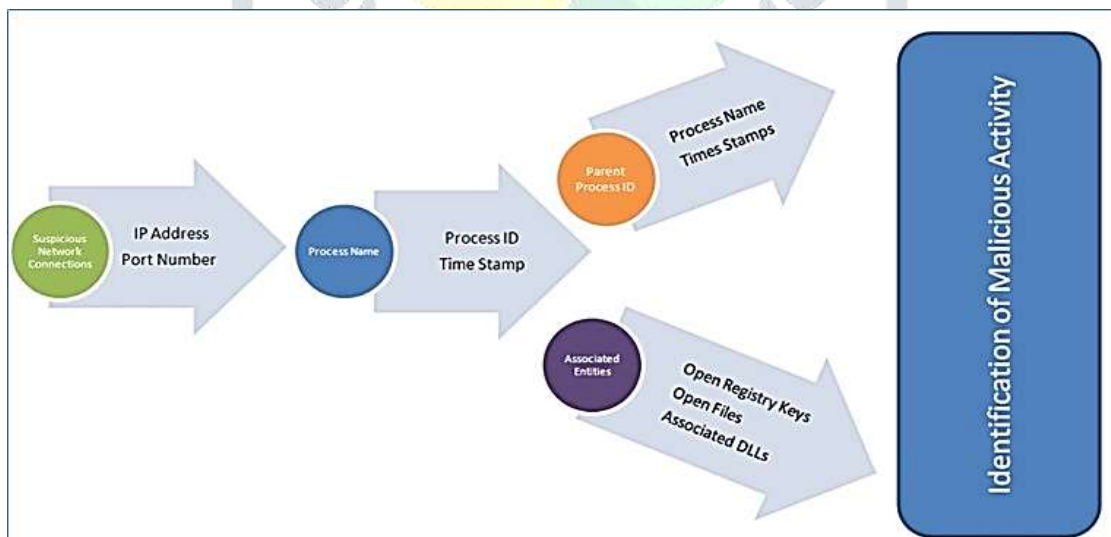 Suspicious
Network
Connections
IP Address
Port Number
Process Name
Process ID
Time Stamp
Parent
Process ID
Process Name
Times Stamps
Associated
Entities
Open Registry Keys
Open Files
Associated DLLs
Identification of Malicious Activity